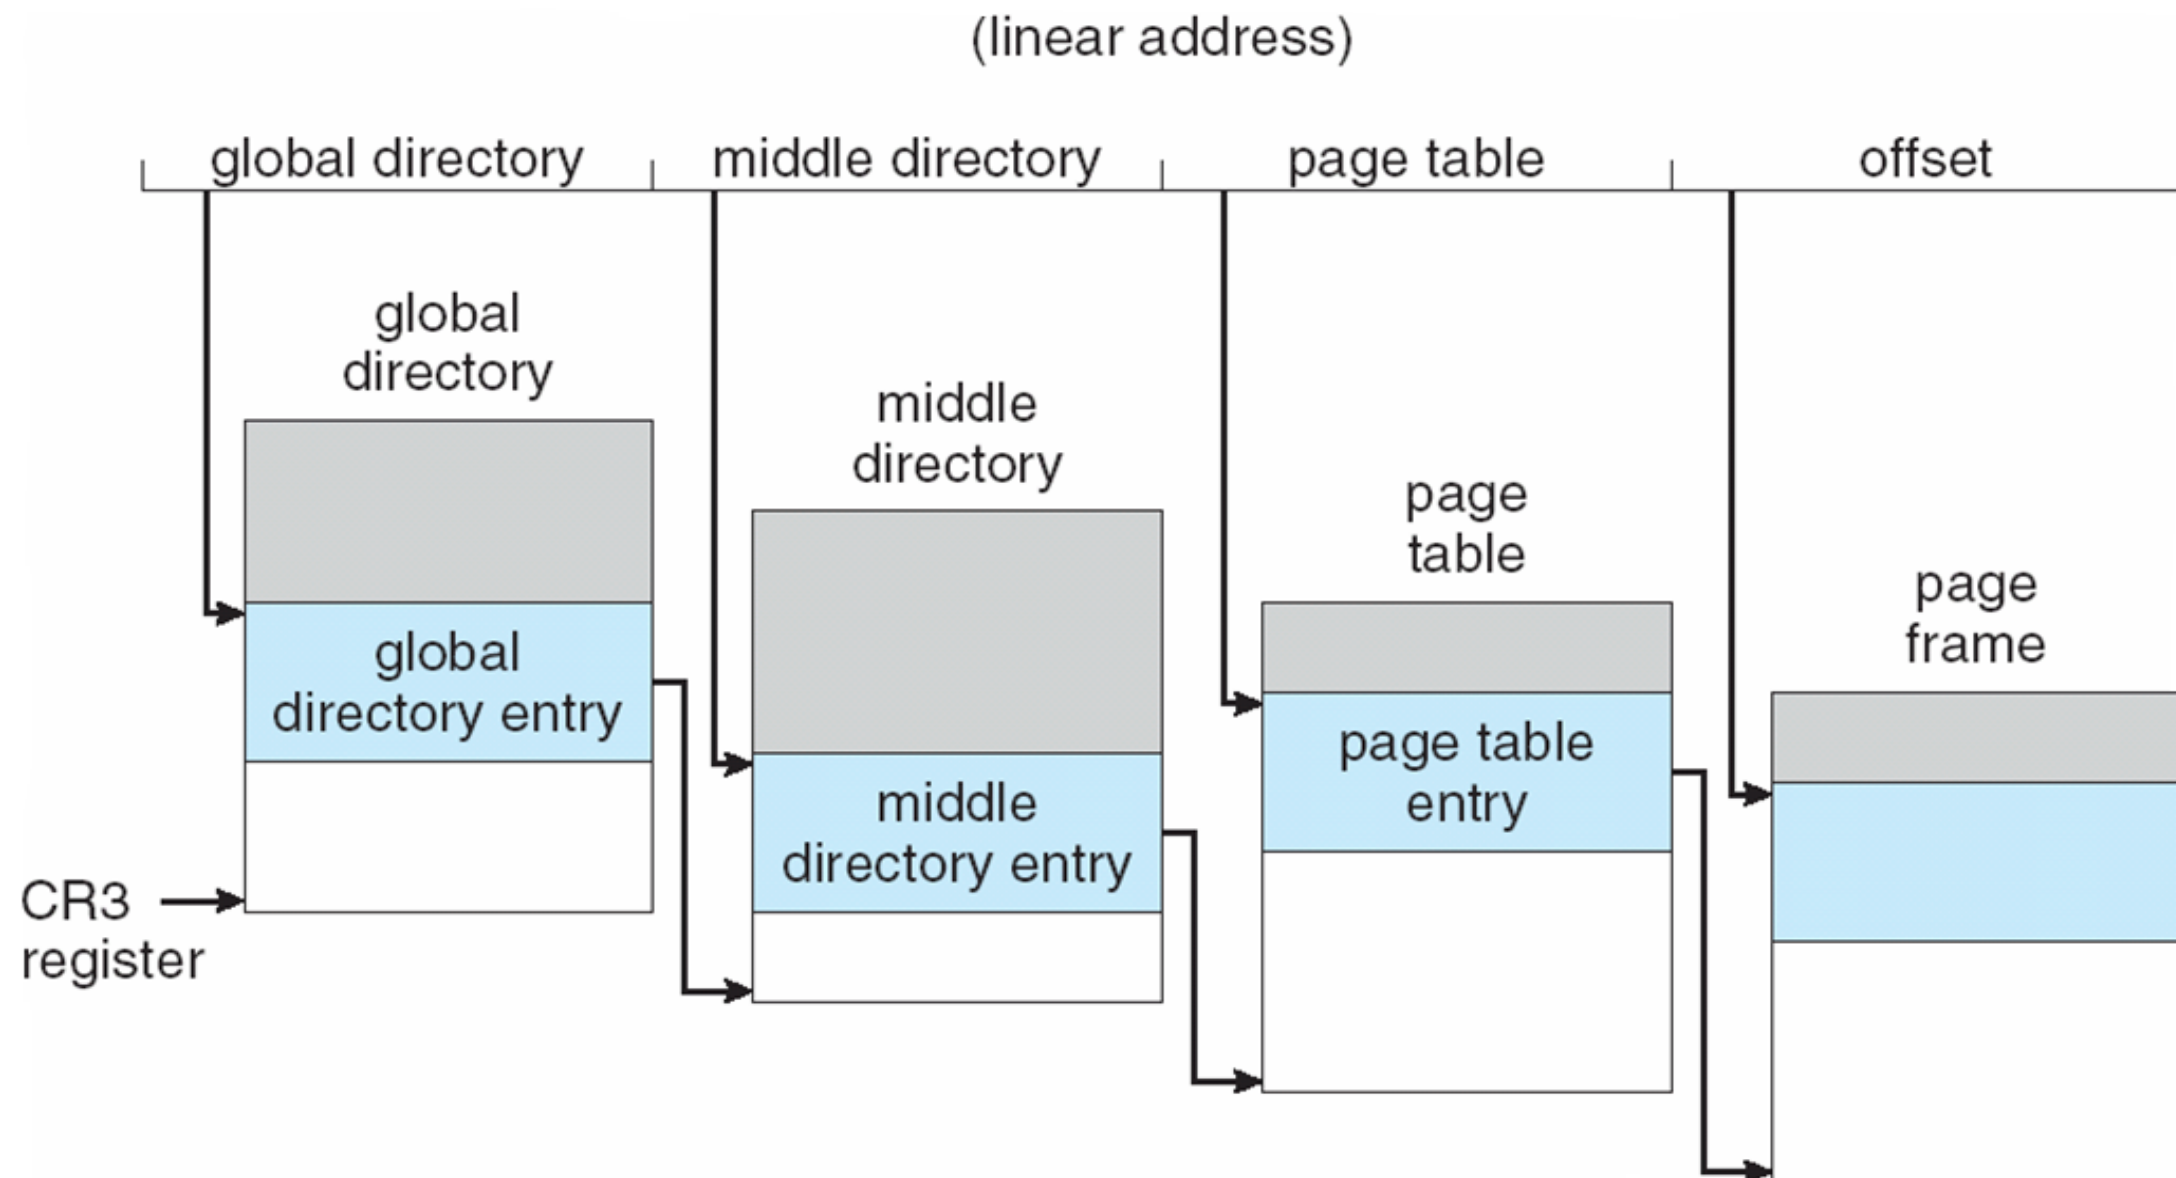 (linear address)
global directory
middle directory
page table
offset
global
directory
middle
directory
page
table
page
frame
global
directory entry
middle
directory entry
page table
entry
CR3
register